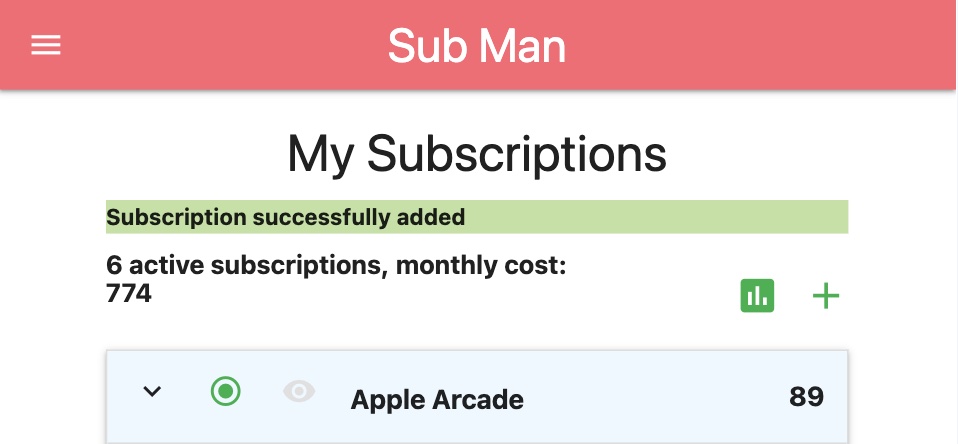 Sub Man
My Subscriptions
Subscription successfully added
6 active subscriptions, monthly cost:
774
Apple Arcade 89